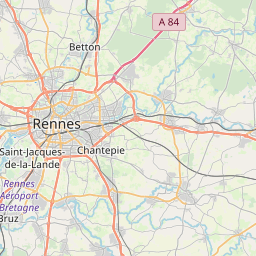 A 84
Betton
Rennes
Chantepie
Saint-Jacques-
de-la-Lande
Rennes
Aéroport
Bretagne
Bruz